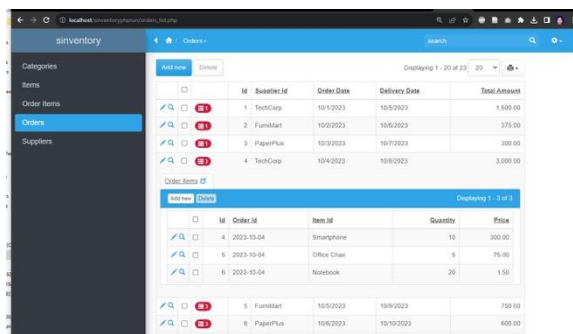 localhost/sinventoryphprun/orders_list.php
sinventory
Orders
search
Categories
Items
Order Items
Orders
Suppliers
Add new Delete Displaying 1 - 20 of 23 20
Id Supplier Id Order Date Delivery Date Total Amount
1 1 TechCorp 10/1/2023 10/5/2023 1,500.00
1 2 FurniMart 10/2/2023 10/6/2023 375.00
1 3 PaperPlus 10/3/2023 10/7/2023 300.00
3 4 TechCorp 10/4/2023 10/8/2023 3,000.00
Order Items
Add new Delete Displaying 1 - 3 of 3
Id Order Id Item Id Quantity Price
4 2023-10-04 Smartphone 10 300.00
5 2023-10-04 Office Chair 5 75.00
6 2023-10-04 Notebook 20 1.50
3 5 FurniMart 10/5/2023 10/9/2023 750.00
3 6 PaperPlus 10/6/2023 10/10/2023 600.00